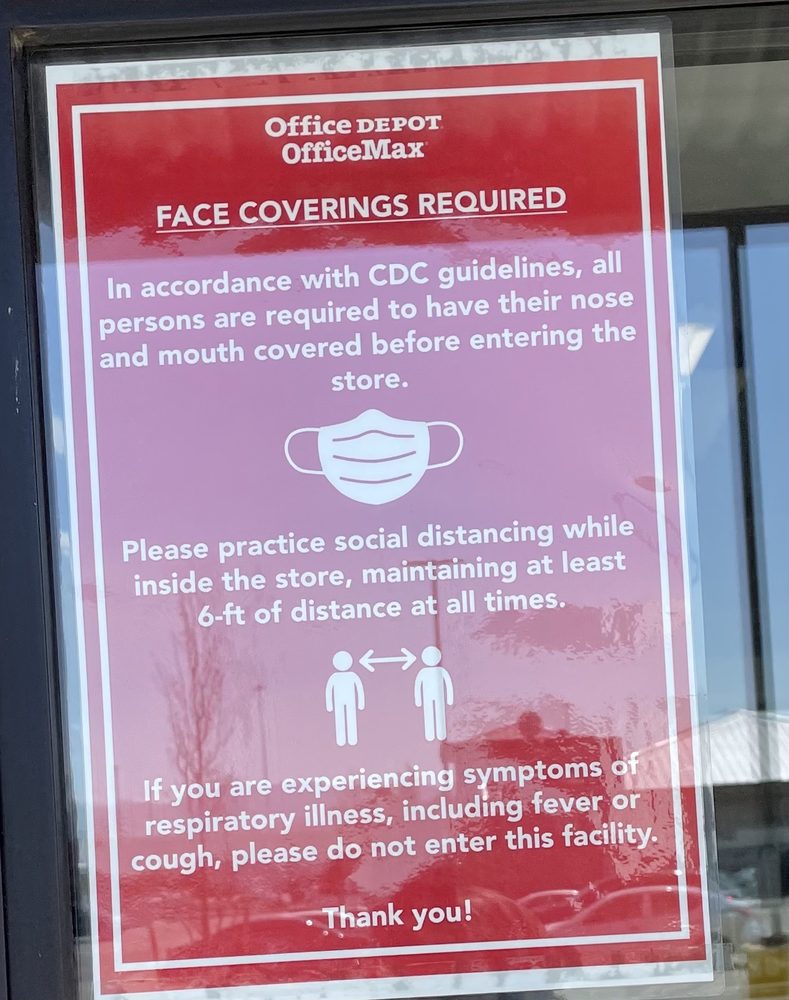 Office DEPOT
OfficeMax
FACE COVERINGS REQUIRED
In accordance with CDC guidelines, all
persons are required to have their nose
and mouth covered before entering the
store.
Please practice social distancing while
inside the store, maintaining at least
6-ft of distance at all times.
If you are experiencing symptoms of
respiratory illness, including fever or
cough, please do not enter this facility.
Thank you!